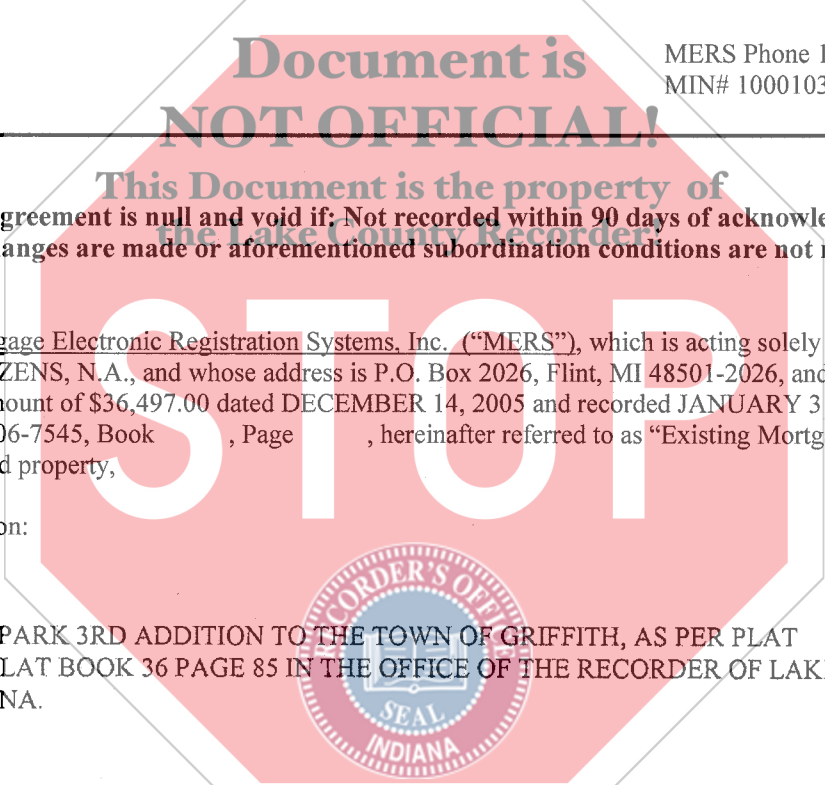 Document is
NOT OFFICIAL!
This Document is the property of
the Lake County Recorder!
MERS Phone 1
MIN# 1000103
greement is null and void if: Not recorded within 90 days of acknowle
anges are made or aforementioned subordination conditions are not
gage Electronic Registration Systems, Inc. (“MERS”), which is acting solely
ZENS, N.A., and whose address is P.O. Box 2026, Flint, MI 48501-2026, and
nount of $36,497.00 dated DECEMBER 14, 2005 and recorded JANUARY 3
06-7545, Book , Page , hereinafter referred to as “Existing Mortg
d property,
on:
STOP
PARK 3RD ADDITION TO THE TOWN OF GRIFFITH, AS PER PLAT
LAT BOOK 36 PAGE 85 IN THE OFFICE OF THE RECORDER OF LAK
NA.
RECORDER'S OFFICE
SEAL
INDIANA